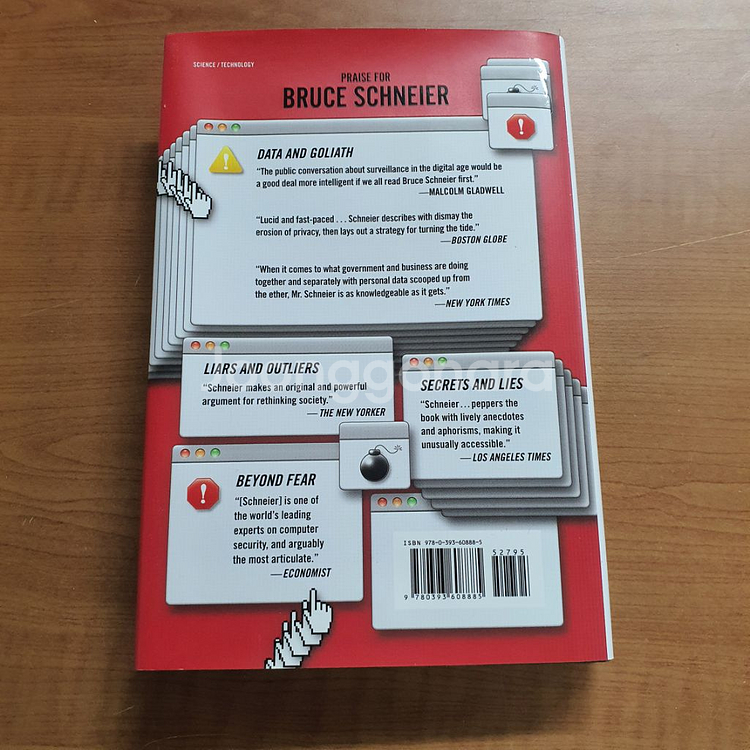 SCIENCE / TECHNOLOGY
PRAISE FOR
BRUCE SCHNEIER
DATA AND GOLIATH
“The public conversation about surveillance in the digital age would be
a good deal more intelligent if we all read Bruce Schneier first.”
—MALCOLM GLADWELL
“Lucid and fast-paced . . . Schneier describes with dismay the
erosion of privacy, then lays out a strategy for turning the tide.”
—BOSTON GLOBE
“When it comes to what government and business are doing
together and separately with personal data scooped up from
the ether, Mr. Schneier is as knowledgeable as it gets.”
—NEW YORK TIMES
LIARS AND OUTLIERS
“Schneier makes an original and powerful
argument for rethinking society.”
—THE NEW YORKER
SECRETS AND LIES
“Schneier . . . peppers the
book with lively anecdotes
and aphorisms, making it
unusually accessible.”
—LOS ANGELES TIMES
BEYOND FEAR
“[Schneier] is one of
the world’s leading
experts on computer
security, and arguably
the most articulate.”
—ECONOMIST
ISBN 978-0-393-60888-5
52795
9 780393 608885
Joonggonara